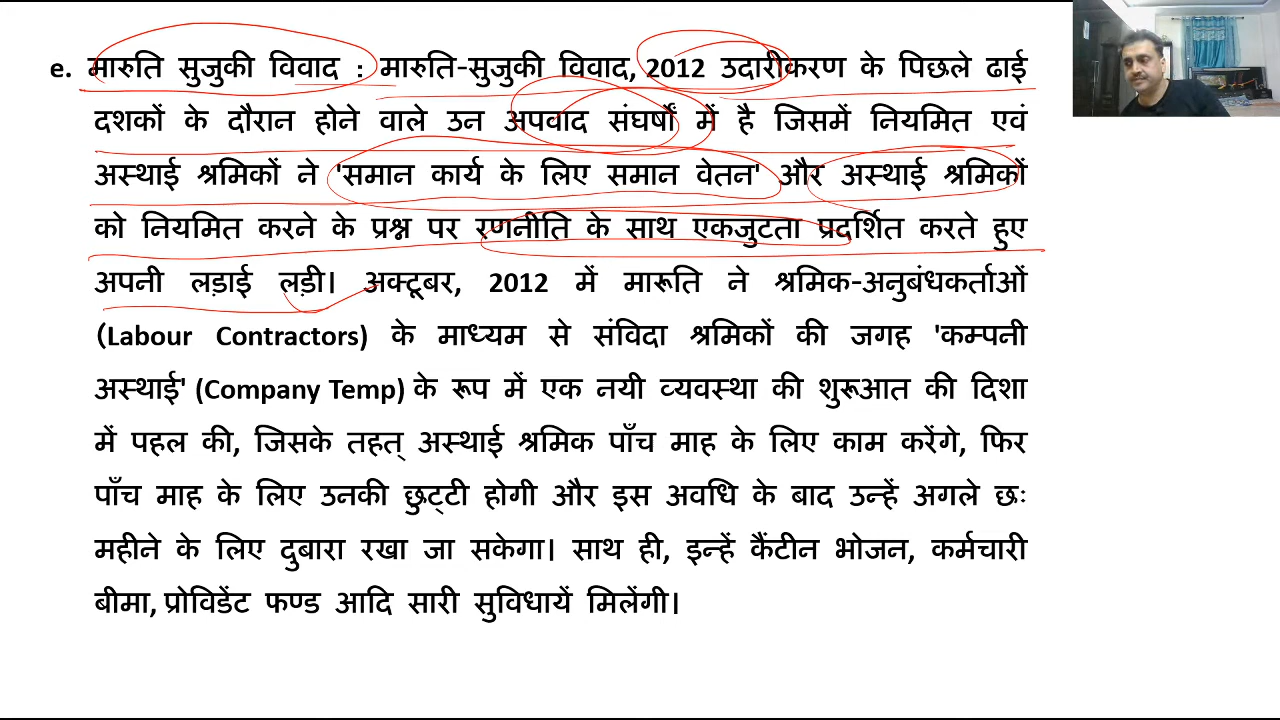 e. मारुति सुजुकी विवाद : मारुति-सुजुकी विवाद, 2012 उदारीकरण के पिछले ढाई
दशकों के दौरान होने वाले उन अपवाद संघर्षों में है जिसमें नियमित एवं
अस्थाई श्रमिकों ने 'समान कार्य के लिए समान वेतन' और अस्थाई श्रमिकों
को नियमित करने के प्रश्न पर रणनीति के साथ एकजुटता प्रदर्शित करते हुए
अपनी लड़ाई लड़ी। अक्टूबर, 2012 में मारूति ने श्रमिक-अनुबंधकर्ताओं
(Labour Contractors) के माध्यम से संविदा श्रमिकों की जगह 'कम्पनी
अस्थाई' (Company Temp) के रूप में एक नयी व्यवस्था की शुरूआत की दिशा
में पहल की, जिसके तहत् अस्थाई श्रमिक पाँच माह के लिए काम करेंगे, फिर
पाँच माह के लिए उनकी छुट्टी होगी और इस अवधि के बाद उन्हें अगले छः
महीने के लिए दुबारा रखा जा सकेगा। साथ ही, इन्हें कैंटीन भोजन, कर्मचारी
बीमा, प्रोविडेंट फण्ड आदि सारी सुविधायें मिलेंगी।